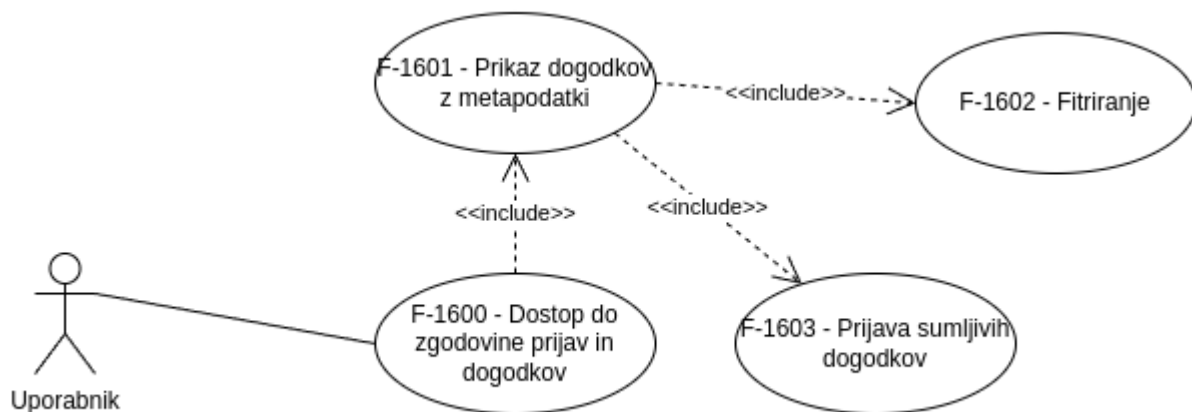 F-1601 - Prikaz dogodkov
z metapodatki
<<include>>
F-1602 - Fitriranje
<<include>>
<<include>>
F-1600 - Dostop do
zgodovine prijav in
dogodkov
F-1603 - Prijava sumljivih
dogodkov
Uporabnik